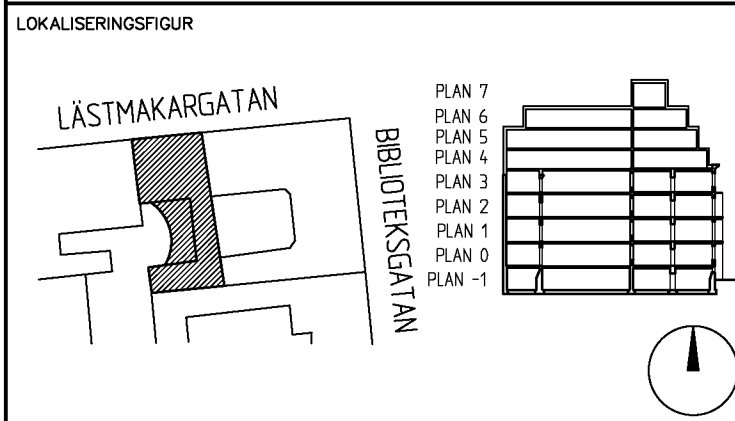 LOKALISERINGSFIGUR
LÄSTMAKARGATAN
BIBLIOTEKSGATAN
PLAN 7
PLAN 6
PLAN 5
PLAN 4
PLAN 3
PLAN 2
PLAN 1
PLAN 0
PLAN -1